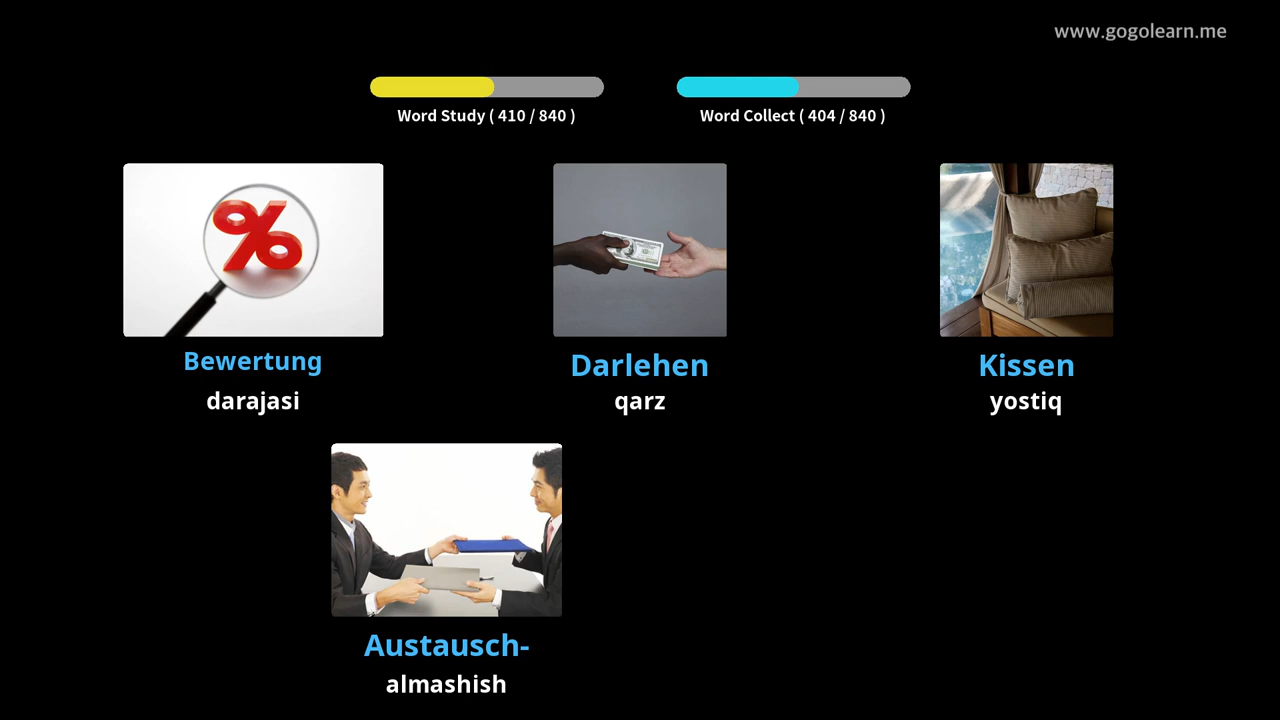 www.gogolearn.me
Word Study ( 410 / 840 )
Word Collect ( 404 / 840 )
Bewertung
darajasi
Darlehen
qarz
Kissen
yostiq
Austausch-
almashish